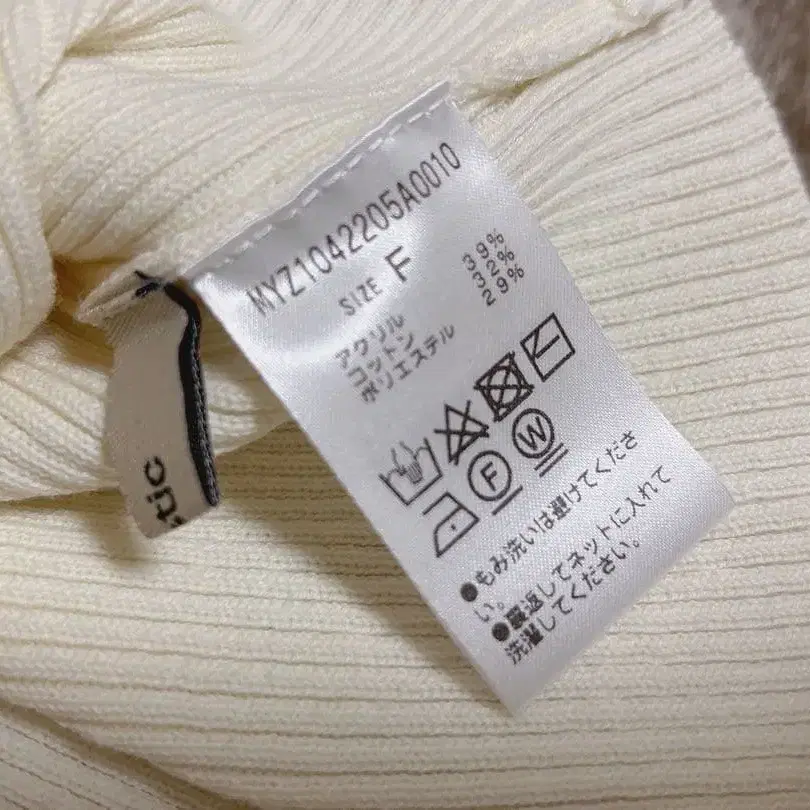 MYZ1042205A0010
SIZE F
アクリル 39%
コットン 32%
ポリエステル 29%
F W
●もみ洗いは避けてくださ
い。
●裏返してネットに入れて
洗濯してください。
tic